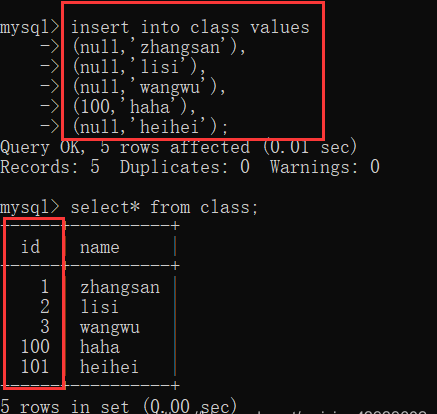 mysql> insert into class values
    -> (null,'zhangsan'),
    -> (null,'lisi'),
    -> (null,'wangwu'),
    -> (100,'haha'),
    -> (null,'heihei');
Query OK, 5 rows affected (0.01 sec)
Records: 5  Duplicates: 0  Warnings: 0
mysql> select* from class;
| id | name |
| 1 | zhangsan |
| 2 | lisi |
| 3 | wangwu |
| 100 | haha |
| 101 | heihei |
5 rows in set (0.00 sec)